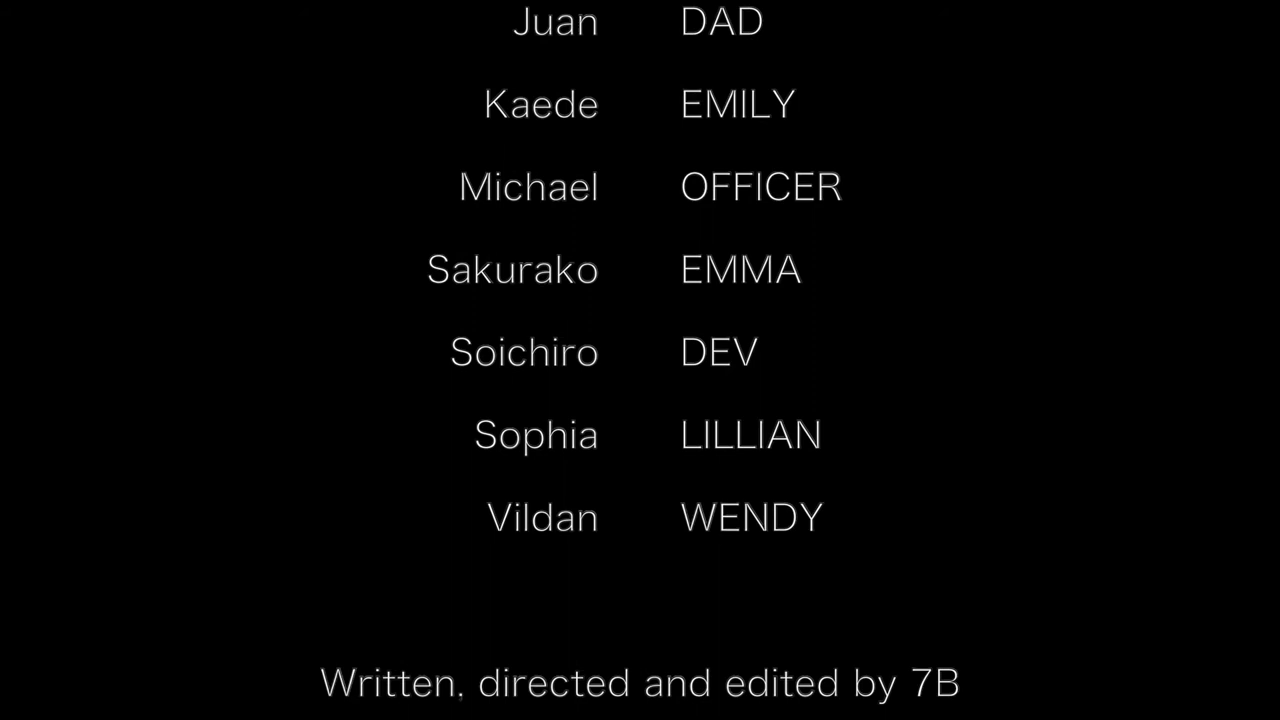 Juan DAD
Kaede EMILY
Michael OFFICER
Sakurako EMMA
Soichiro DEV
Sophia LILLIAN
Vildan WENDY
Written, directed and edited by 7B